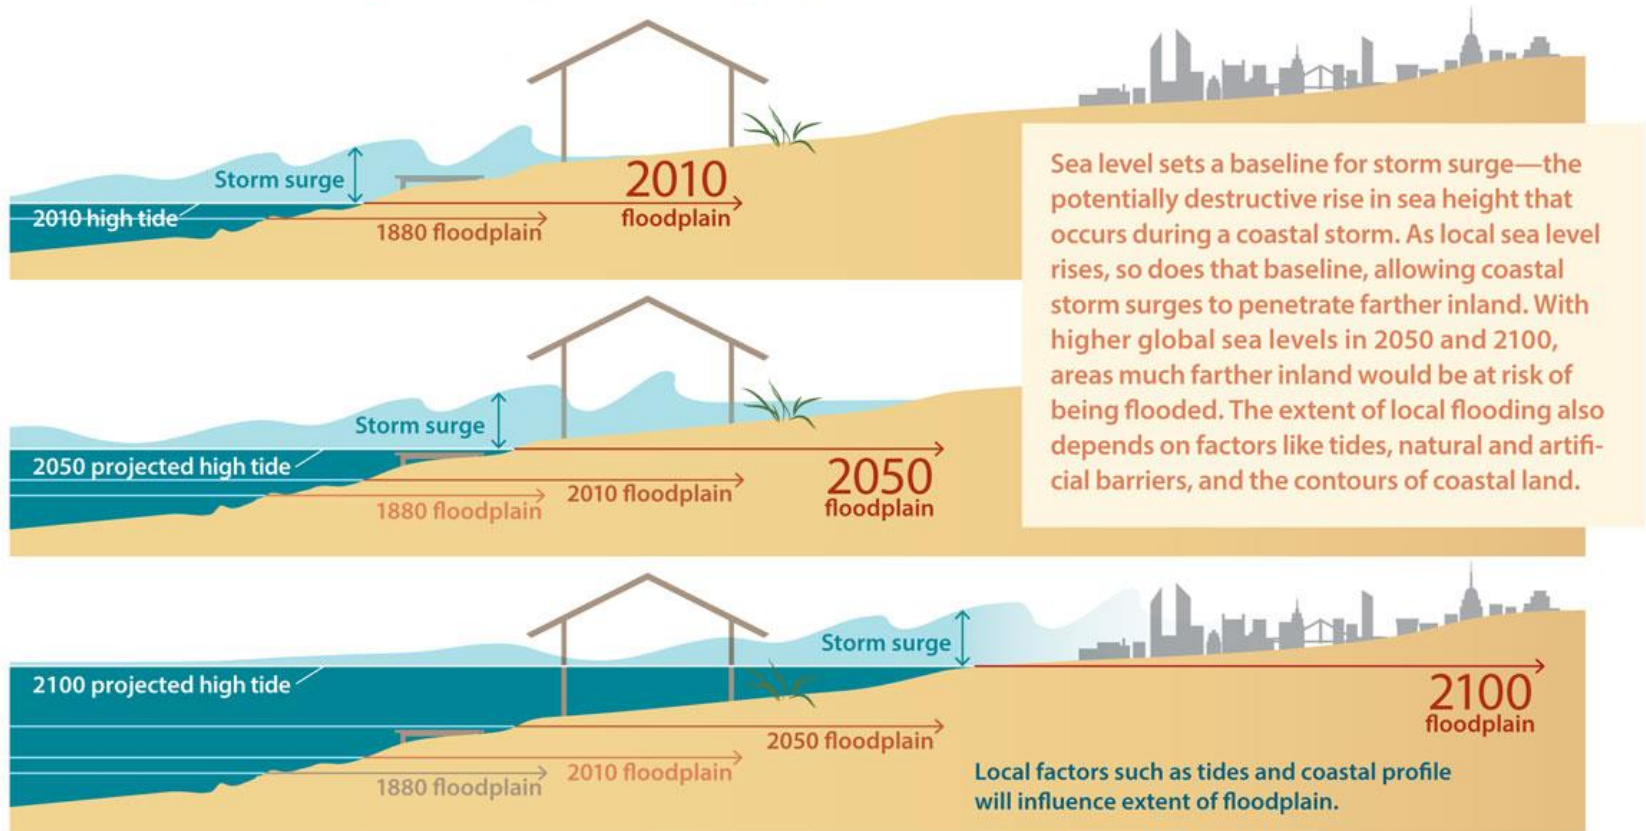 Storm surge
2010 high tide
1880 floodplain
2010
floodplain
Sea level sets a baseline for storm surge—the
potentially destructive rise in sea height that
occurs during a coastal storm. As local sea level
rises, so does that baseline, allowing coastal
storm surges to penetrate farther inland. With
higher global sea levels in 2050 and 2100,
areas much farther inland would be at risk of
being flooded. The extent of local flooding also
depends on factors like tides, natural and artifi-
cial barriers, and the contours of coastal land.
Storm surge
2050 projected high tide
1880 floodplain
2010 floodplain
2050
floodplain
Storm surge
2100 projected high tide
2100
floodplain
2050 floodplain
2010 floodplain
1880 floodplain
Local factors such as tides and coastal profile
will influence extent of floodplain.